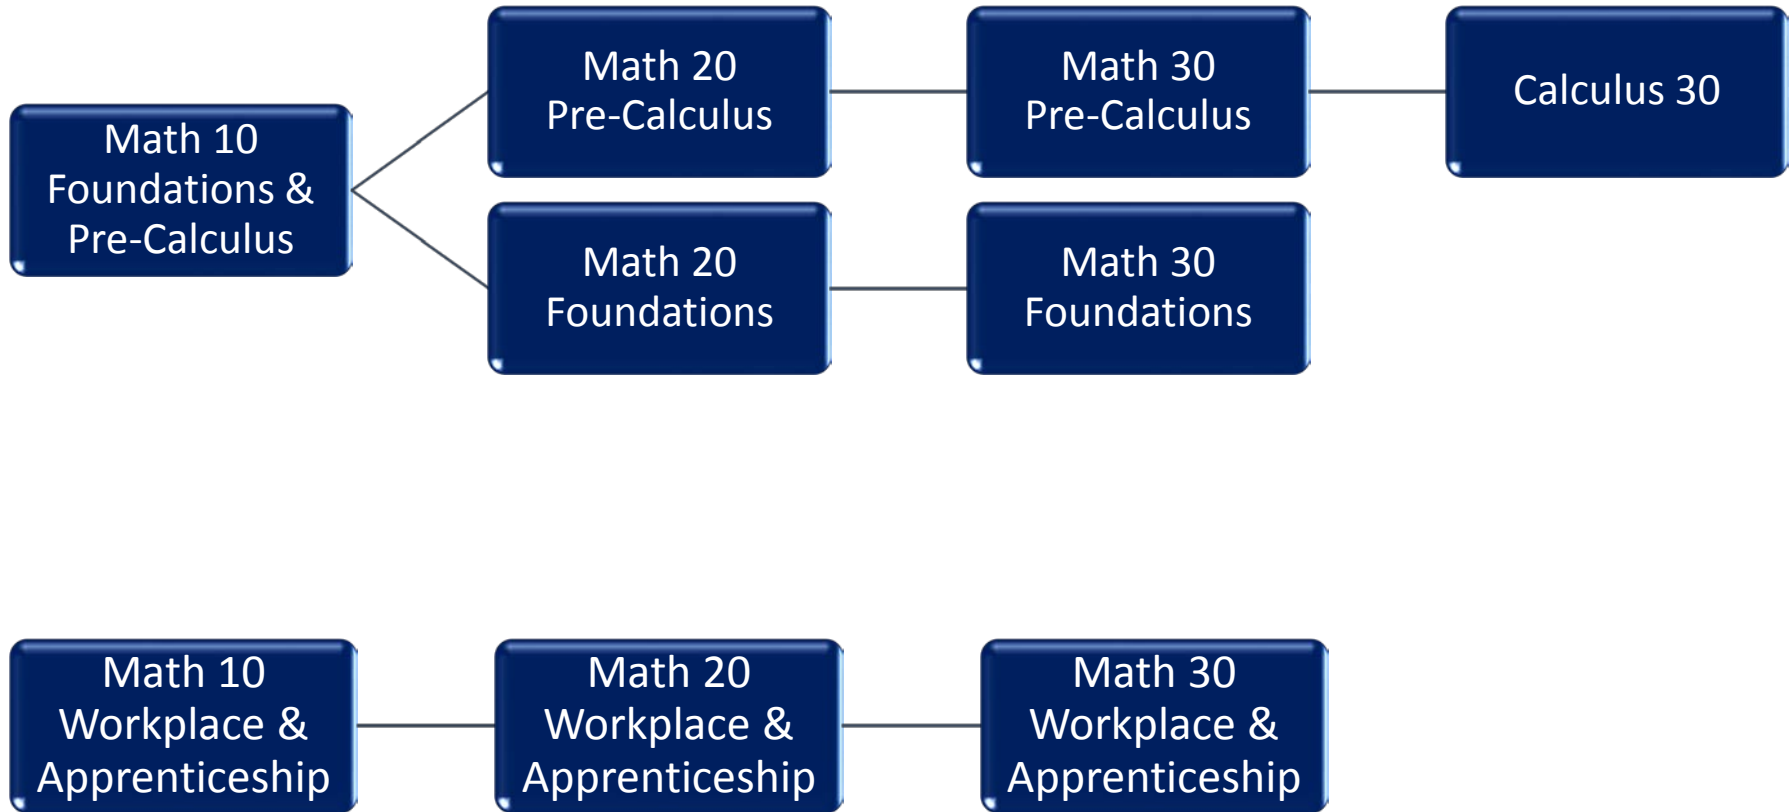 Math 10
Foundations &
Pre-Calculus
Math 20
Pre-Calculus
Math 30
Pre-Calculus
Calculus 30
Math 20
Foundations
Math 30
Foundations
Math 10
Workplace &
Apprenticeship
Math 20
Workplace &
Apprenticeship
Math 30
Workplace &
Apprenticeship